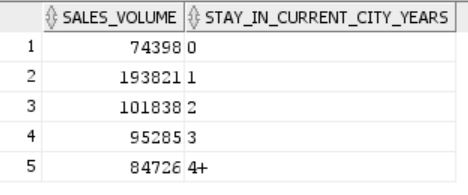 SALES_VOLUME STAY_IN_CURRENT_CITY_YEARS
1 74398 0
2 193821 1
3 101838 2
4 95285 3
5 84726 4+